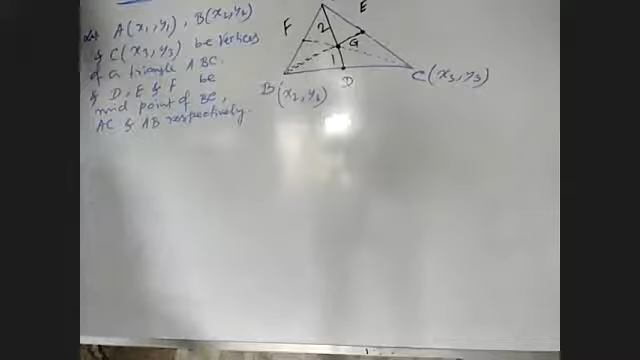 Let A(x₁,y₁), B(x₂,y₂)
& C(x₃,y₃) be vertices
of a triangle ABC.
& D, E & F be
mid point of BC,
AC & AB respectively.
F
E
2
G
1
D
B(x₂,y₂)
C(x₃,y₃)